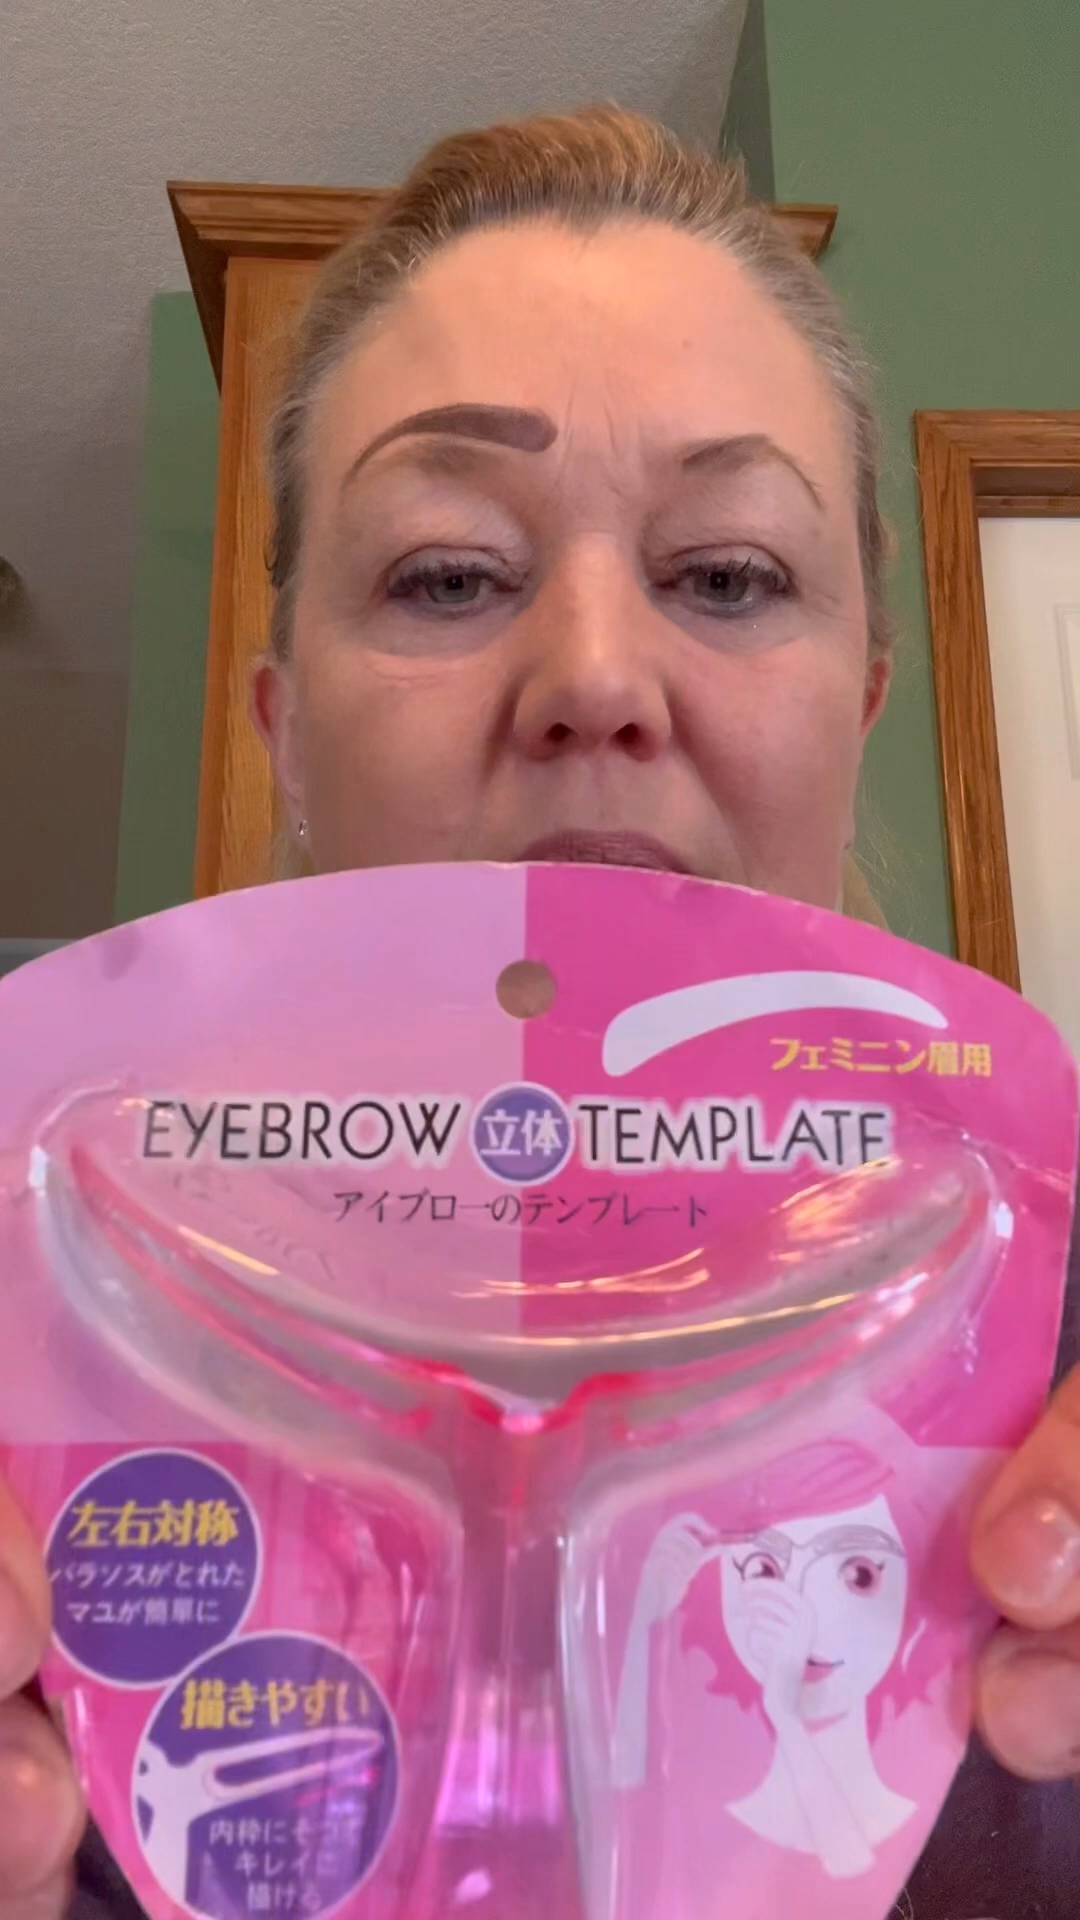 フェミニン眉用
EYEBROW 立体 TEMPLATE
アイブローのテンプレート
左右対称
バランスがとれた
マユが簡単に
描きやすい
内枠にそって
キレイに
描ける